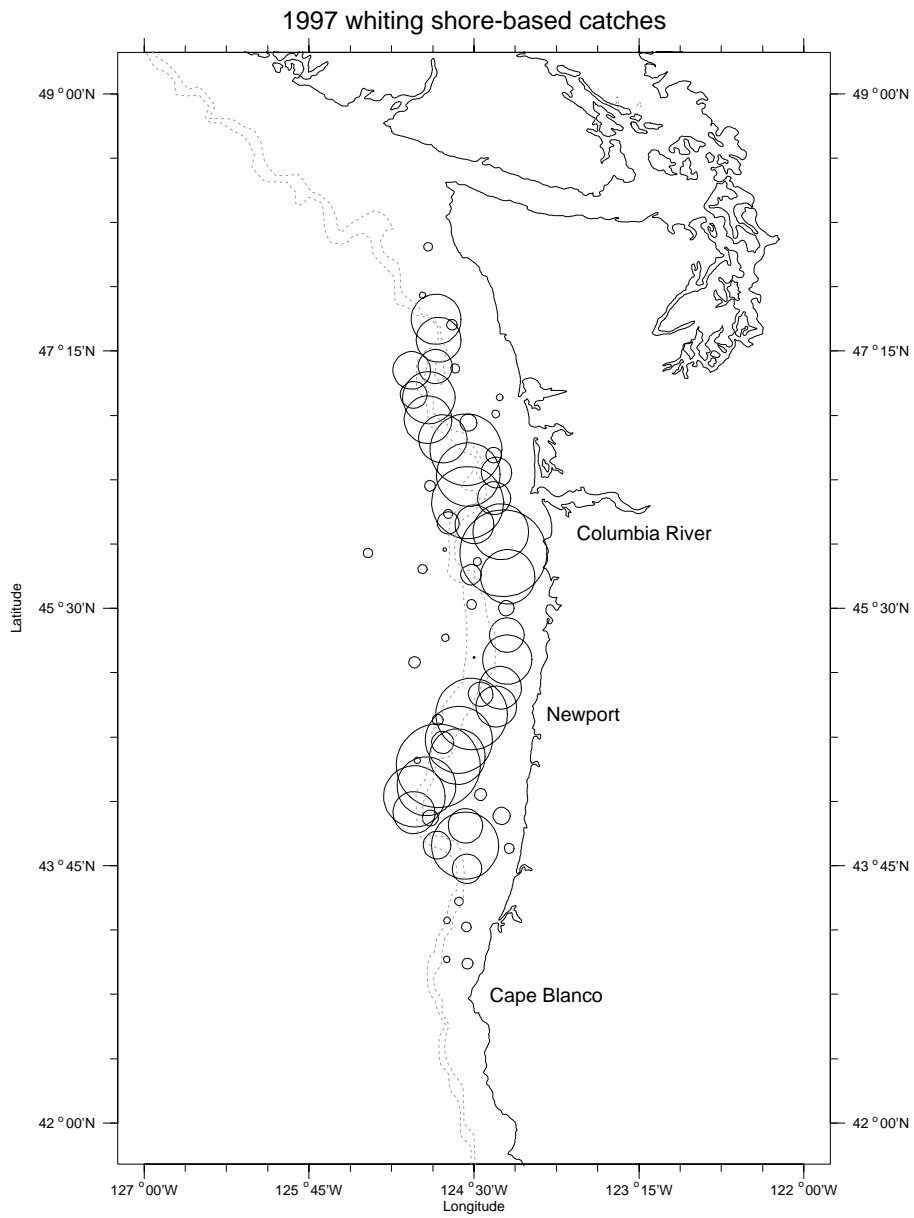 1997 whiting shore-based catches
49 °00'N 49 °00'N
47 °15'N 47 °15'N
Columbia River
45 °30'N 45 °30'N
Latitude
Newport
43 °45'N 43 °45'N
Cape Blanco
42 °00'N 42 °00'N
127 °00'W 125 °45'W 124 °30'W 123 °15'W 122 °00'W
Longitude